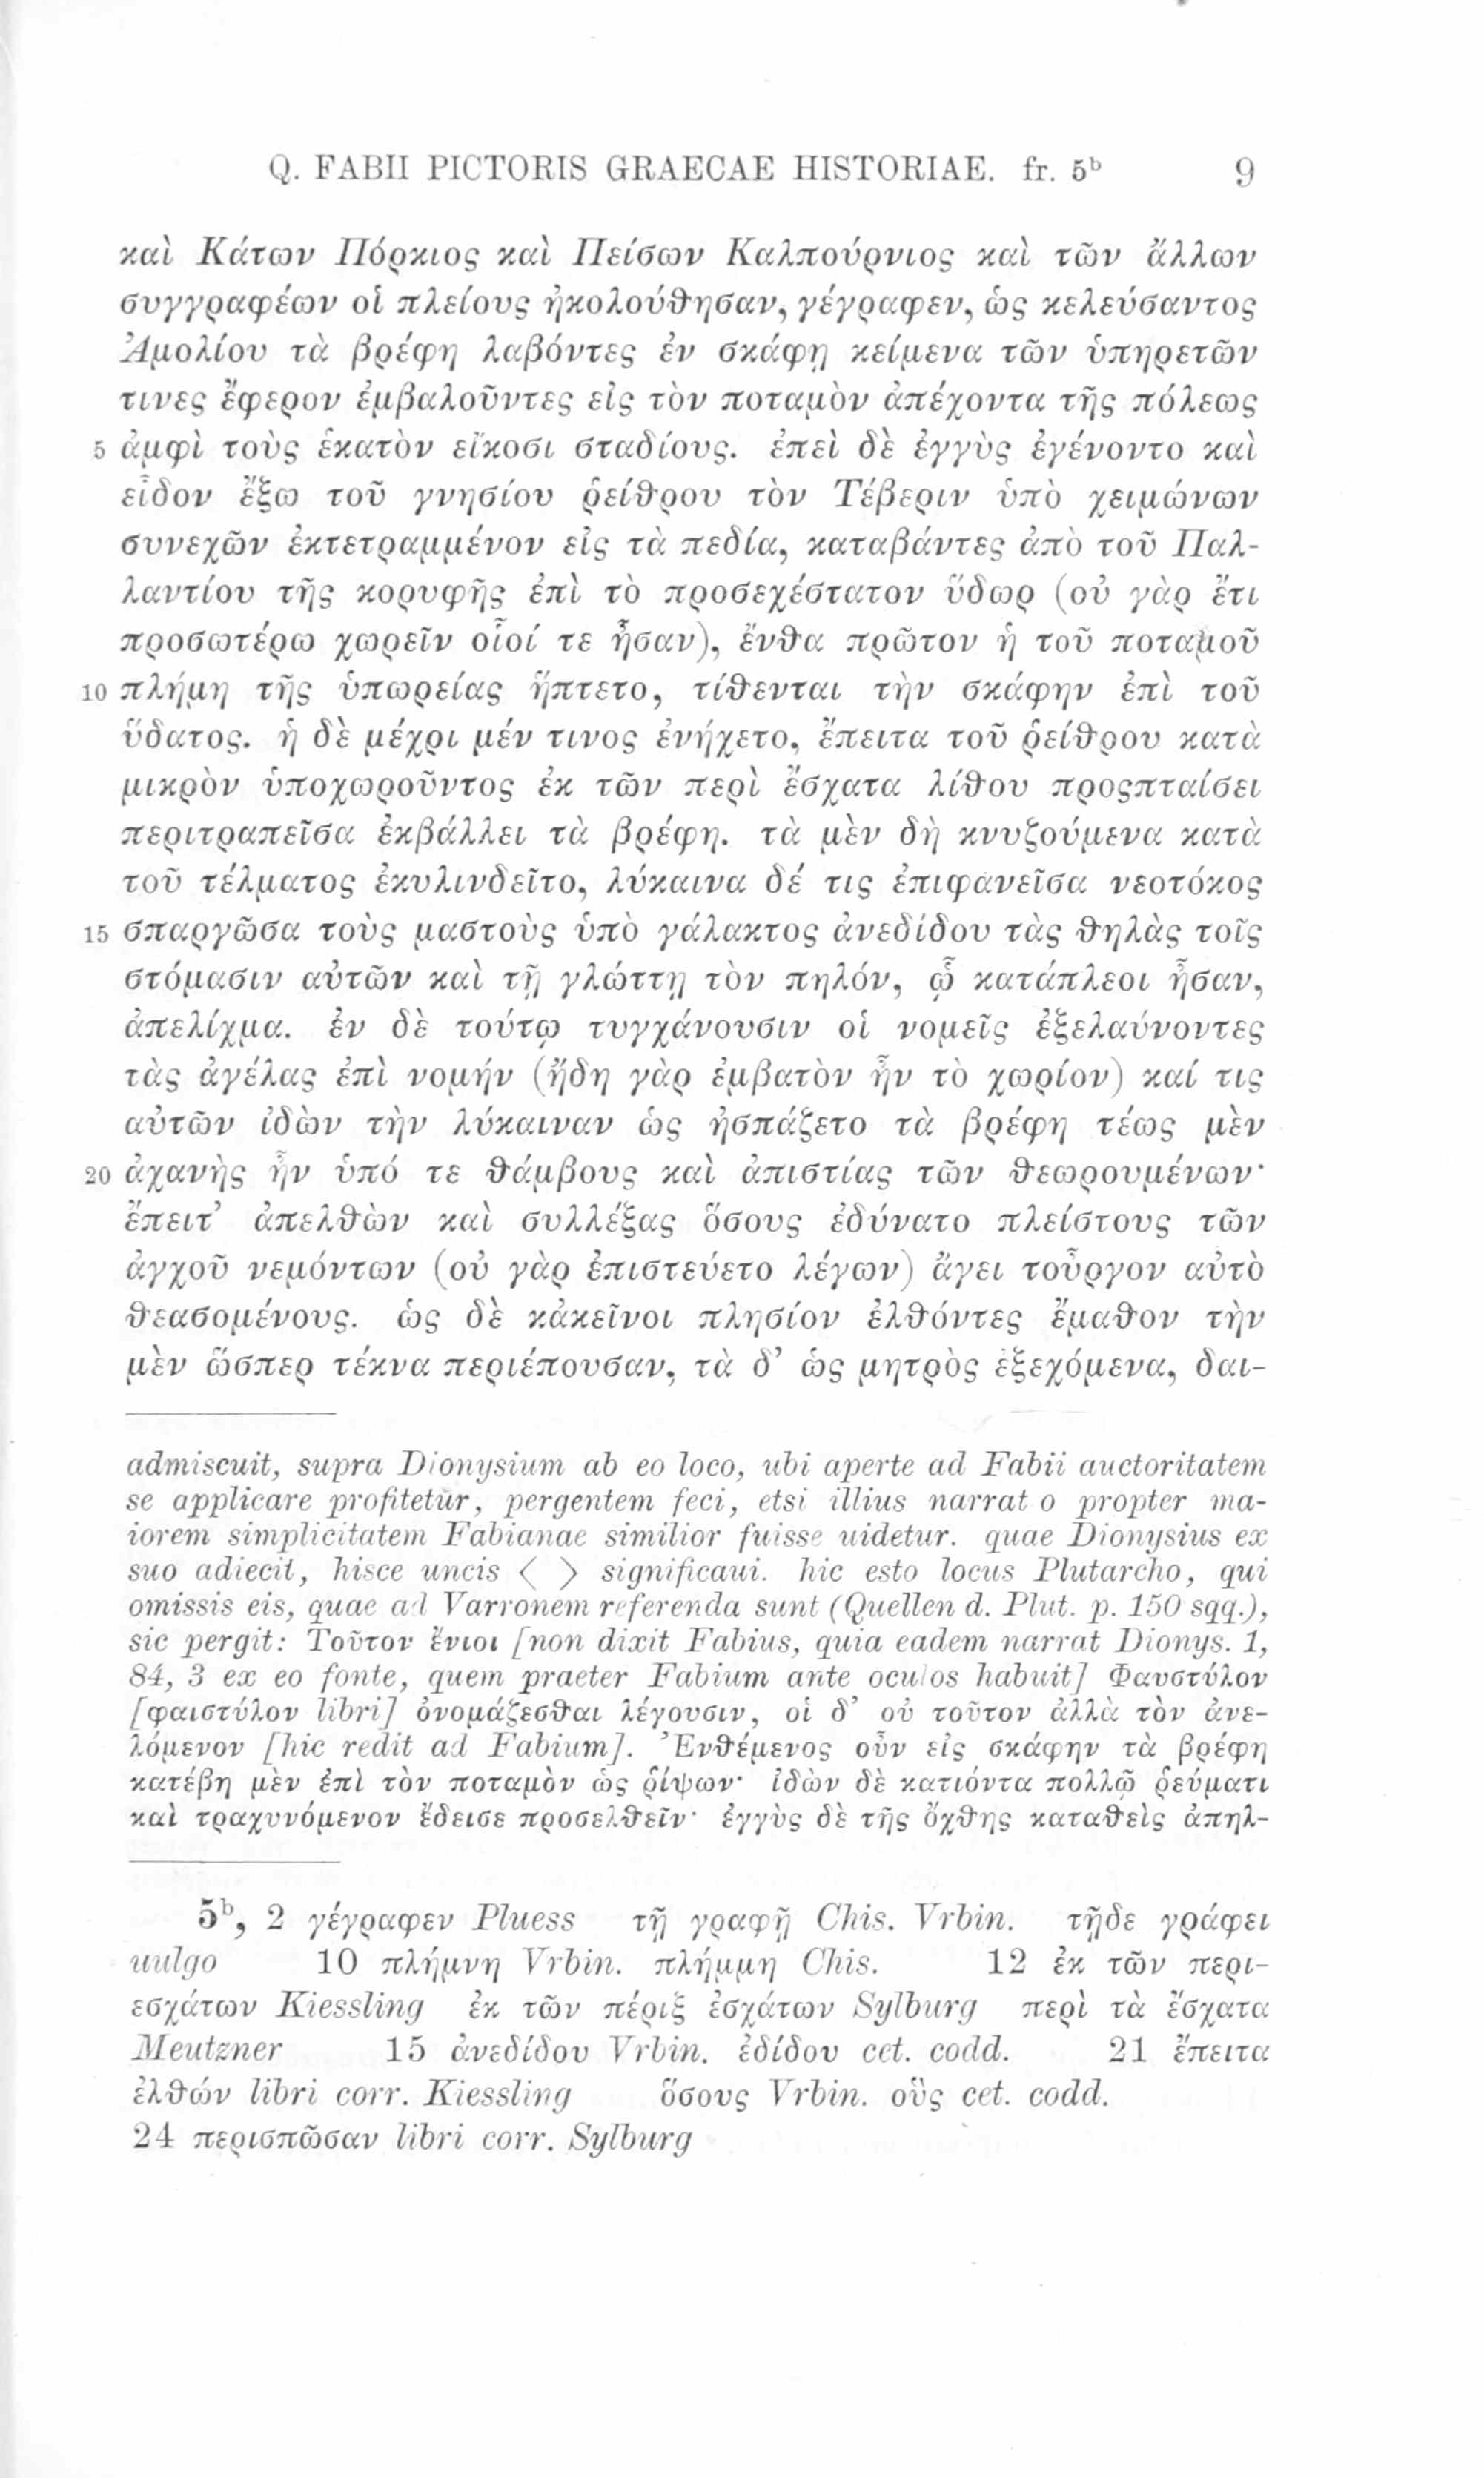 Q. FABII PICTORIS GRAECAE HISTORIAE. fr. 5ᵇ 9
καὶ Κάτων Πόρκιος καὶ Πείσων Καλπούρνιος καὶ τῶν ἄλλων
συγγραφέων οἱ πλείους ἠκολούθησαν, γέγραφεν, ὡς κελεύσαντος
Ἀμολίου τὰ βρέφη λαβόντες ἐν σκάφῃ κείμενα τῶν ὑπηρετῶν
τινες ἔφερον ἐμβαλοῦντες εἰς τὸν ποταμὸν ἀπέχοντα τῆς πόλεως
5 ἀμφὶ τοὺς ἑκατὸν εἴκοσι σταδίους. ἐπεὶ δὲ ἐγγὺς ἐγένοντο καὶ
εἶδον ἔξω τοῦ γνησίου ῥείθρου τὸν Τέβεριν ὑπὸ χειμώνων
συνεχῶν ἐκτετραμμένον εἰς τὰ πεδία, καταβάντες ἀπὸ τοῦ Παλ-
λαντίου τῆς κορυφῆς ἐπὶ τὸ προσεχέστατον ὕδωρ (οὐ γὰρ ἔτι
προσωτέρω χωρεῖν οἷοί τε ἦσαν), ἔνθα πρῶτον ἡ τοῦ ποταμοῦ
10 πλήμη τῆς ὑπωρείας ἥπτετο, τίθενται τὴν σκάφην ἐπὶ τοῦ
ὕδατος. ἡ δὲ μέχρι μέν τινος ἐνήχετο, ἔπειτα τοῦ ῥείθρου κατὰ
μικρὸν ὑποχωροῦντος ἐκ τῶν περὶ ἔσχατα λίθου προςπταίσει
περιτραπεῖσα ἐκβάλλει τὰ βρέφη. τὰ μὲν δὴ κνυζούμενα κατὰ
τοῦ τέλματος ἐκυλινδεῖτο, λύκαινα δέ τις ἐπιφανεῖσα νεοτόκος
15 σπαργῶσα τοὺς μαστοὺς ὑπὸ γάλακτος ἀνεδίδου τὰς θηλὰς τοῖς
στόμασιν αὐτῶν καὶ τῇ γλώττῃ τὸν πηλόν, ᾧ κατάπλεοι ἦσαν,
ἀπελίχμα. ἐν δὲ τούτῳ τυγχάνουσιν οἱ νομεῖς ἐξελαύνοντες
τὰς ἀγέλας ἐπὶ νομήν (ἤδη γὰρ ἐμβατὸν ἦν τὸ χωρίον) καί τις
αὐτῶν ἰδὼν τὴν λύκαιναν ὡς ἠσπάζετο τὰ βρέφη τέως μὲν
20 ἀχανὴς ἦν ὑπό τε θάμβους καὶ ἀπιστίας τῶν θεωρουμένων·
ἔπειτ’ ἀπελθὼν καὶ συλλέξας ὅσους ἐδύνατο πλείστους τῶν
ἀγχοῦ νεμόντων (οὐ γὰρ ἐπιστεύετο λέγων) ἄγει τοὖργον αὐτὸ
θεασομένους. ὡς δὲ κἀκεῖνοι πλησίον ἐλθόντες ἔμαθον τὴν
μὲν ὥσπερ τέκνα περιέπουσαν, τὰ δ’ ὡς μητρὸς ἐξεχόμενα, δαι-
admiscuit, supra Dionysium ab eo loco, ubi aperte ad Fabii auctoritatem
se applicare profitetur, pergentem feci, etsi illius narrat o propter ma-
iorem simplicitatem Fabianae similior fuisse uidetur. quae Dionysius ex
suo adiecit, hisce uncis ⟨ ⟩ significaui. hic esto locus Plutarcho, qui
omissis eis, quae ad Varronem referenda sunt (Quellen d. Plut. p. 150 sqq.),
sic pergit: Τοῦτον ἔνιοι [non dixit Fabius, quia eadem narrat Dionys. 1,
84, 3 ex eo fonte, quem praeter Fabium ante oculos habuit] Φαυστύλον
[φαιστύλον libri] ὀνομάζεσθαι λέγουσιν, οἱ δ’ οὐ τοῦτον ἀλλὰ τὸν ἀνε-
λόμενον [hic redit ad Fabium]. Ἐνθέμενος οὖν εἰς σκάφην τὰ βρέφη
κατέβη μὲν ἐπὶ τὸν ποταμὸν ὡς ῥίψων· ἰδὼν δὲ κατιόντα πολλῷ ῥεύματι
καὶ τραχυνόμενον ἔδεισε προσελθεῖν· ἐγγὺς δὲ τῆς ὄχθης καταθεὶς ἀπηλ-
5ᵇ, 2 γέγραφεν Pluess τῇ γραφῇ Chis. Vrbin. τῇδε γράφει
uulgo 10 πλήμνη Vrbin. πλήμμη Chis. 12 ἐκ τῶν περι-
εσχάτων Kiessling ἐκ τῶν πέριξ ἐσχάτων Sylburg περὶ τὰ ἔσχατα
Meutzner 15 ἀνεδίδου Vrbin. ἐδίδου cet. codd. 21 ἔπειτα
ἐλθών libri corr. Kiessling ὅσους Vrbin. οὓς cet. codd.
24 περισπῶσαν libri corr. Sylburg